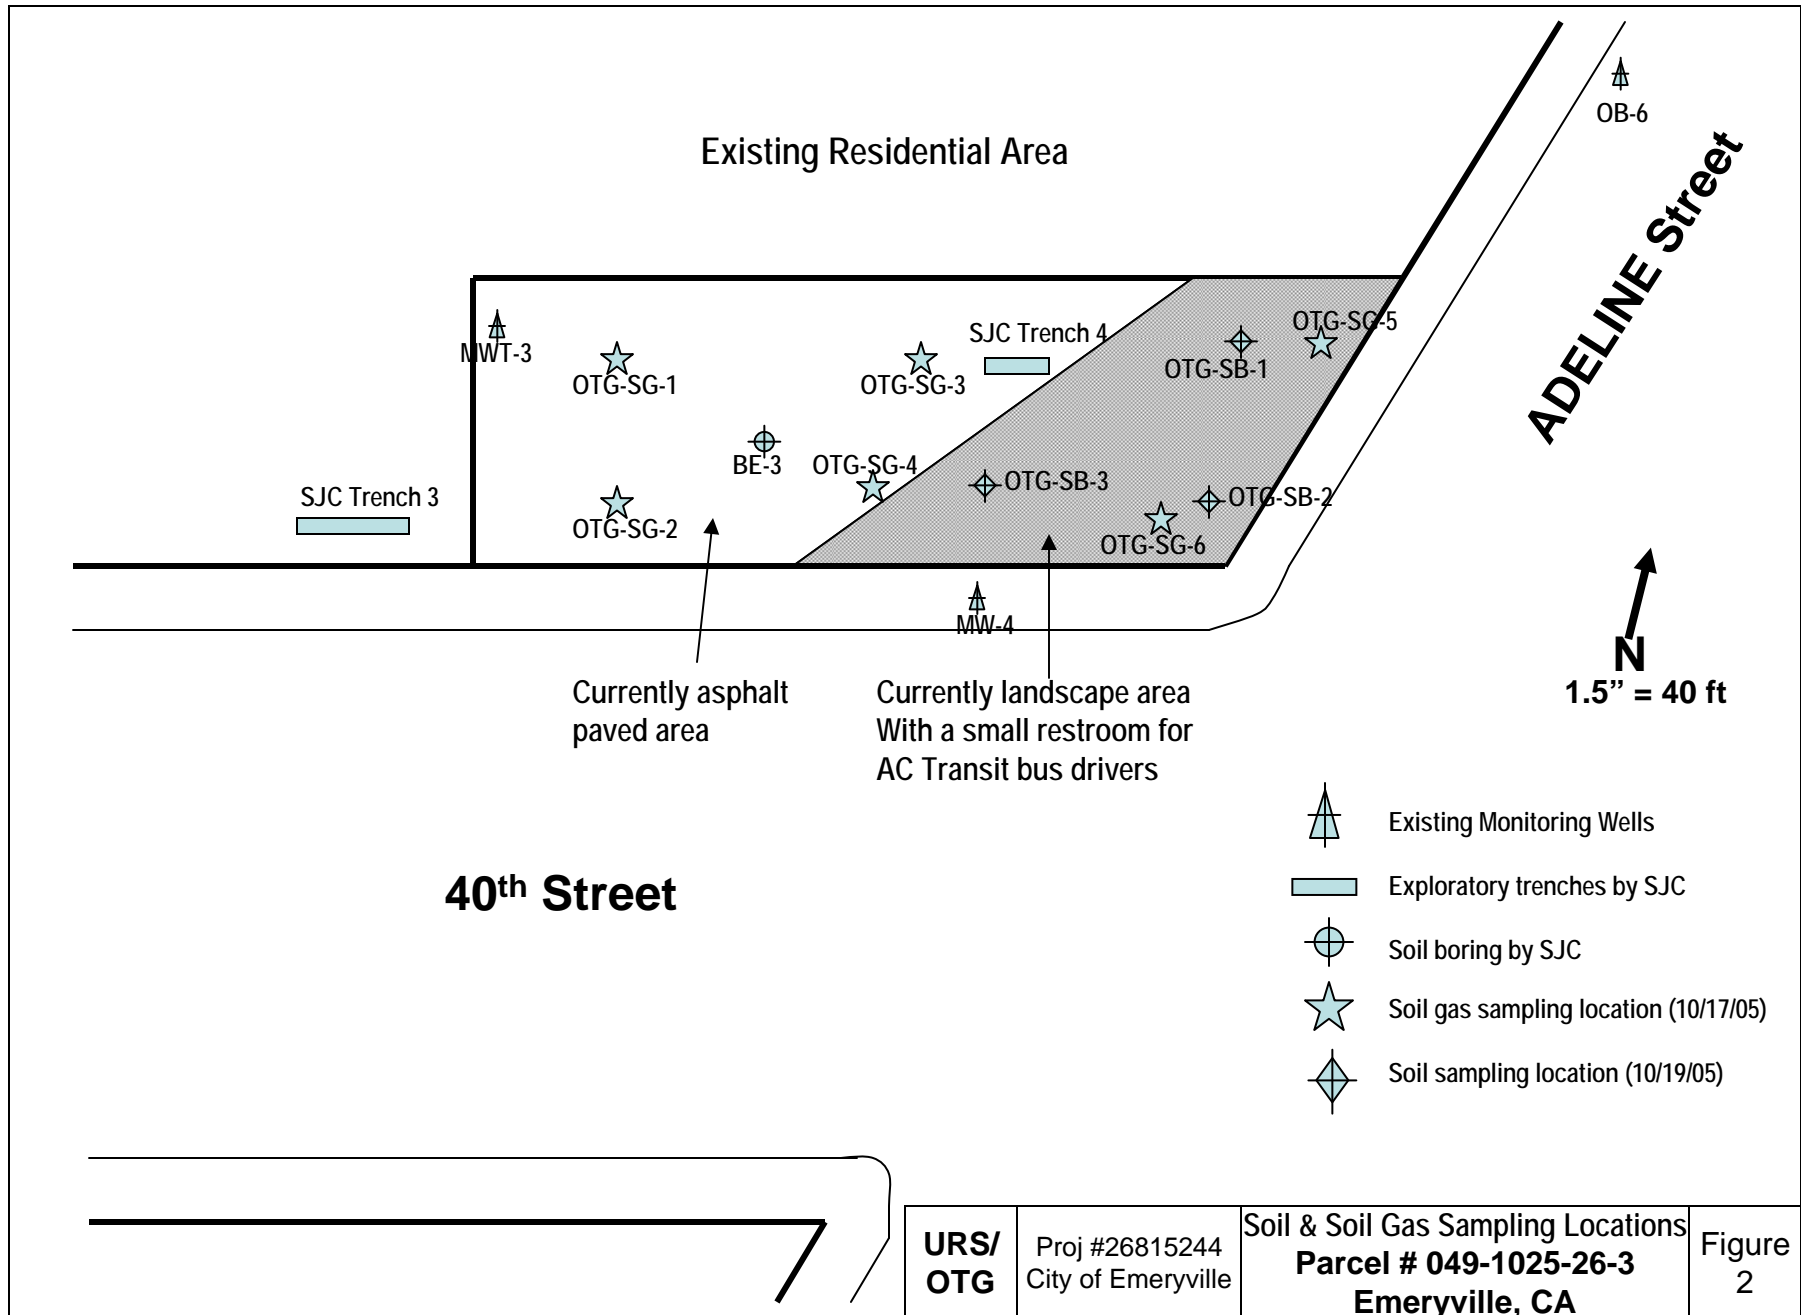 OB-6
Existing Residential Area
ADELINE Street
SJC Trench 4
OTG-SG-5
MWT-3
OTG-SG-1
OTG-SG-3
OTG-SB-1
BE-3
OTG-SG-4
OTG-SB-3
OTG-SB-2
SJC Trench 3
OTG-SG-2
OTG-SG-6
MW-4
N
1.5” = 40 ft
Currently asphalt
paved area
Currently landscape area
With a small restroom for
AC Transit bus drivers
40th Street
Existing Monitoring Wells
Exploratory trenches by SJC
Soil boring by SJC
Soil gas sampling location (10/17/05)
Soil sampling location (10/19/05)
URS/
OTG
Proj #26815244
City of Emeryville
Soil & Soil Gas Sampling Locations
Parcel # 049-1025-26-3
Emeryville, CA
Figure
2